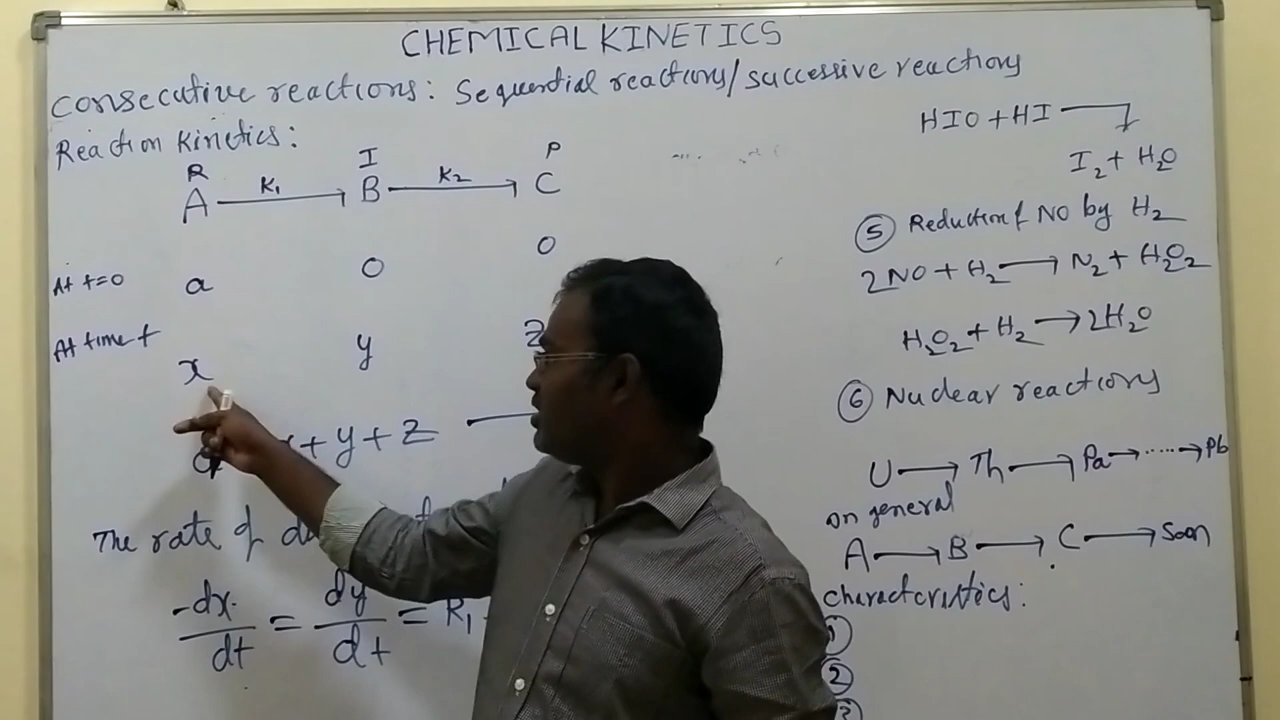 CHEMICAL KINETICS
Consecutive reactions: Sequential reactions/successive reactions
Reaction Kinetics:
R I P
A —K₁→ B —K₂→ C
At t=0 a 0 0
At time t x y Z
+y+z
The rate of
-dx/dt = dy/dt = R₁
HIO + HI →
I₂ + H₂O
⑤ Reduction of NO by H₂
2NO + H₂ → N₂ + H₂O₂
H₂O₂ + H₂ → 2H₂O
⑥ Nuclear reactions
U → Th → Pa → ...... → Pb
on general
A → B → C → Soon
characteristics:
①
②
③